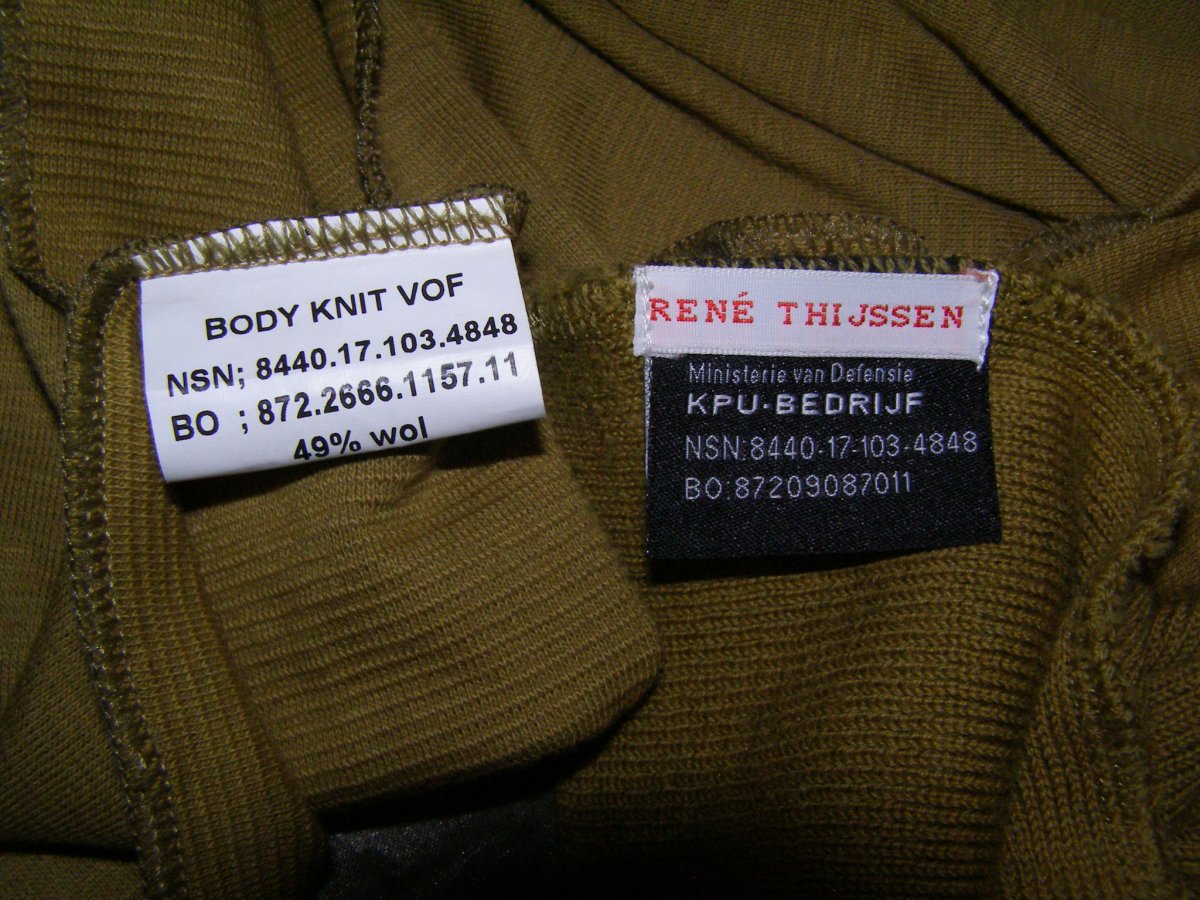 BODY KNIT VOF
NSN; 8440.17.103.4848
BO ; 872.2666.1157.11
49% wol
RENÉ THIJSSEN
Ministerie van Defensie
KPU-BEDRIJF
NSN:8440-17-103-4848
BO:87209087011